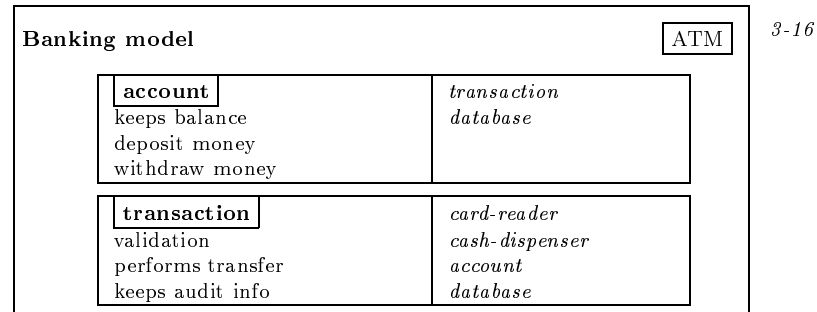 Banking model ATM 3-16
account transaction
keeps balance database
deposit money
withdraw money
transaction card-reader
validation cash-dispenser
performs transfer account
keeps audit info database